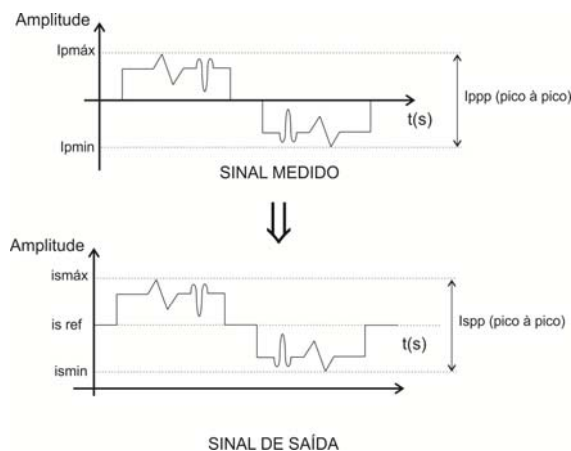 Amplitude
Ipmáx
Ippp (pico à pico)
t(s)
Ipmin
SINAL MEDIDO
Amplitude
ismáx
is ref
Ispp (pico à pico)
t(s)
ismin
SINAL DE SAÍDA